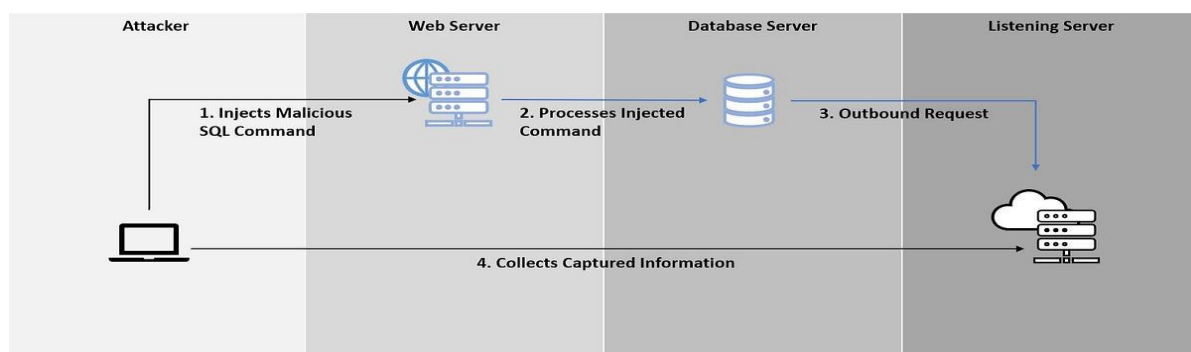 Attacker
Web Server
Database Server
Listening Server
1. Injects Malicious
SQL Command
2. Processes Injected
Command
3. Outbound Request
4. Collects Captured Information